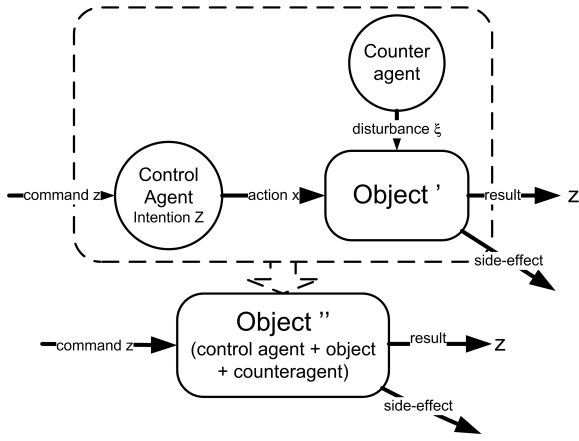 Counter
agent
disturbance ξ
command z
Control
Agent
Intention Z
action x
Object ’
result
z
side-effect
command z
Object ’’
(control agent + object
+ counteragent)
result
z
side-effect